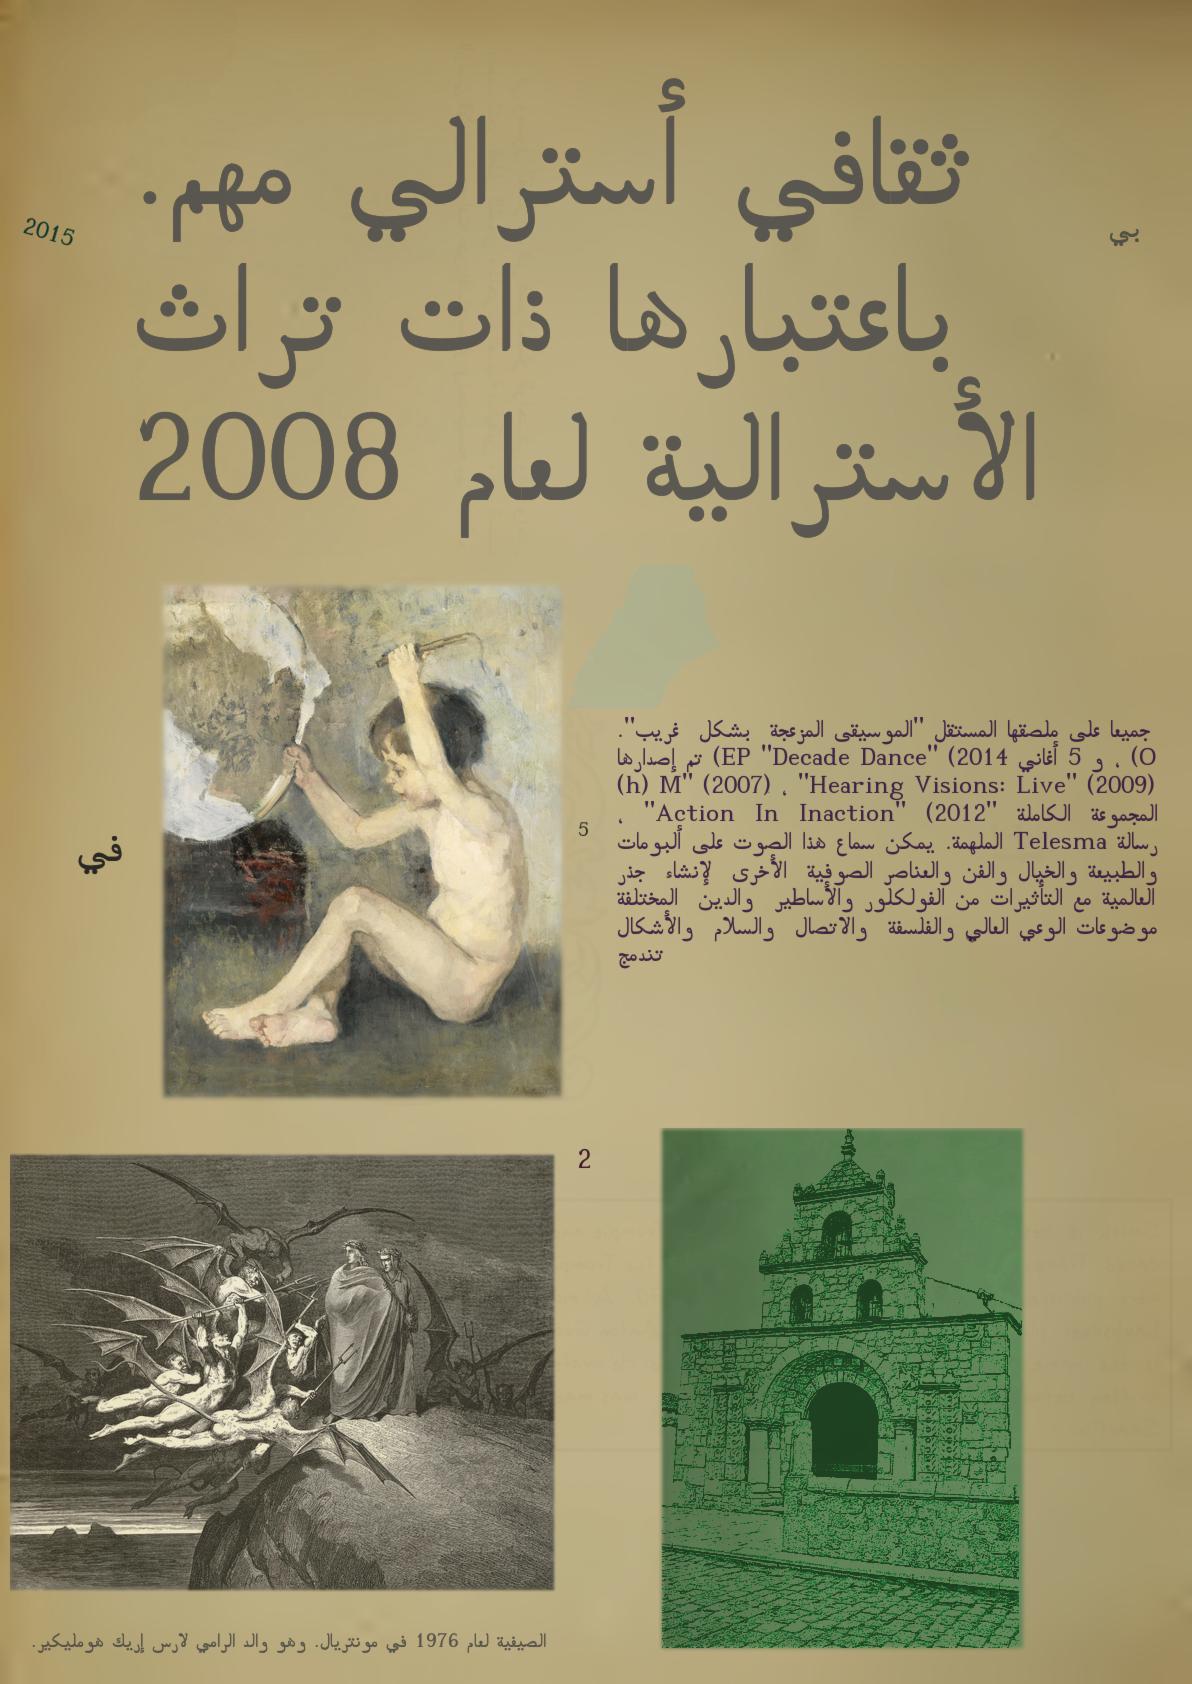 ثقافي أسترالي مهم.
باعتبارها ذات تراث
الأسترالية لعام 2008
2015
بي
جميعا على ملصقها المستقل "الموسيقى المزعجة بشكل غريب".
(O ، و 5 أغاني EP "Decade Dance" (2014) تم إصدارها
(h) M" (2007) ، "Hearing Visions: Live" (2009)
المجموعة الكاملة "Action In Inaction" (2012" ،
رسالة Telesma الملهمة. يمكن سماع هذا الصوت على ألبومات
والطبيعة والخيال والفن والعناصر الصوفية الأخرى لإنشاء جذر
العالمية مع التأثيرات من الفولكلور والأساطير والدين المختلفة
موضوعات الوعي العالي والفلسفة والاتصال والسلام والأشكال
تندمج
5
في
2
الصيفية لعام 1976 في مونتريال. وهو والد الرامي لارس إريك هومليكير.